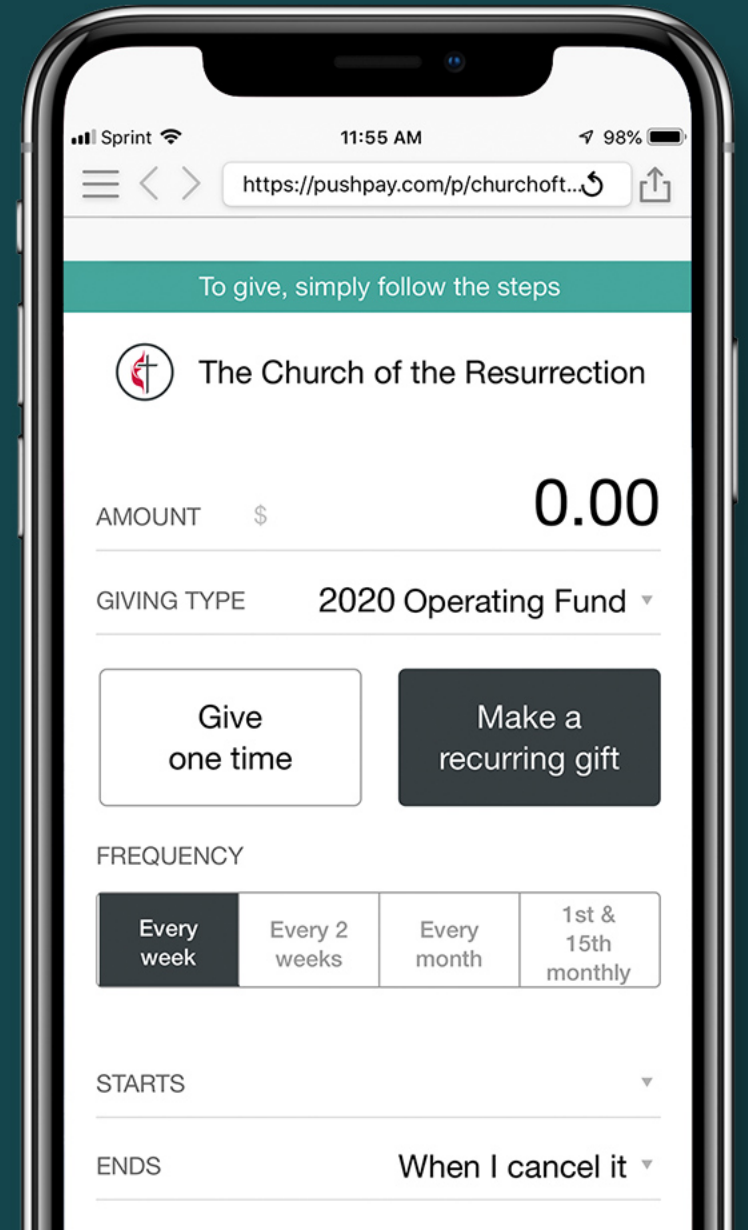 Sprint 11:55 AM 98%
https://pushpay.com/p/churchoft...
To give, simply follow the steps
The Church of the Resurrection
AMOUNT $ 0.00
GIVING TYPE 2020 Operating Fund
Give
one time
Make a
recurring gift
FREQUENCY
Every
week
Every 2
weeks
Every
month
1st &
15th
monthly
STARTS
ENDS When I cancel it